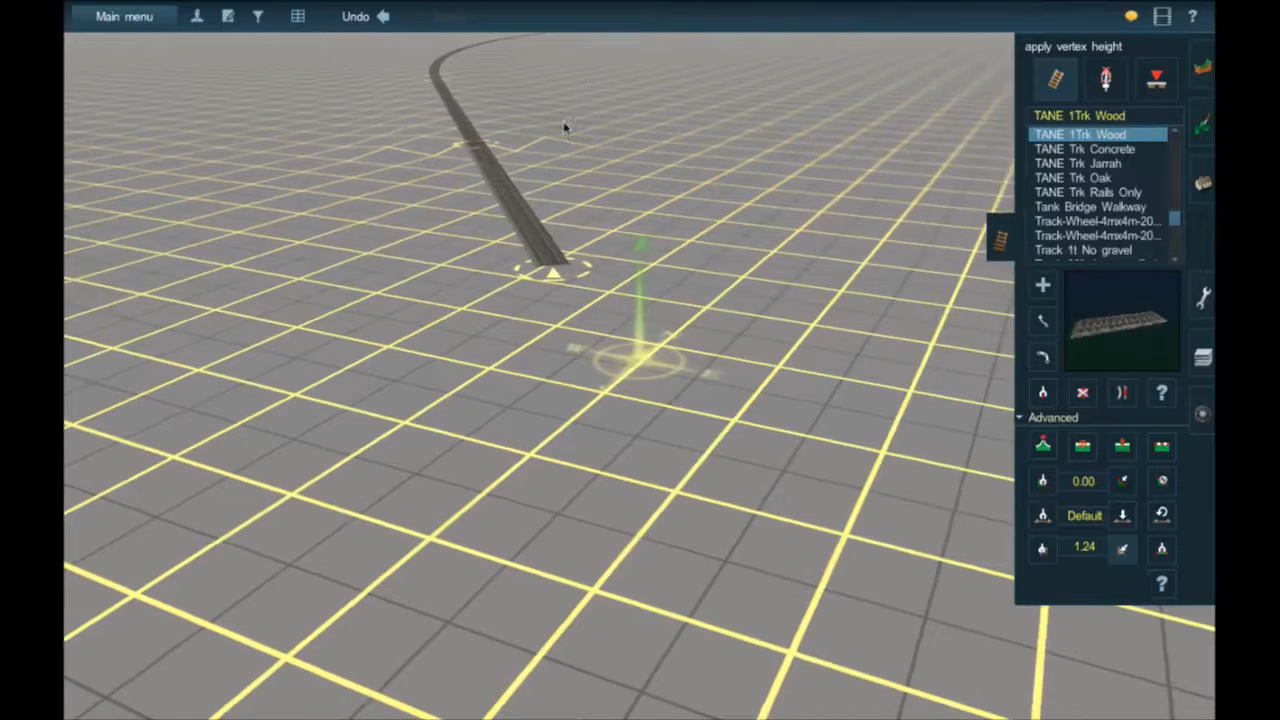 Main menu
Undo
?
apply vertex height
TANE 1Trk Wood
TANE 1Trk Wood
TANE Trk Concrete
TANE Trk Jarrah
TANE Trk Oak
TANE Trk Rails Only
Tank Bridge Walkway
Track-Wheel-4mx4m-20...
Track-Wheel-4mx4m-20...
Track 1t No gravel
?
Advanced
0.00
Default
1.24
?